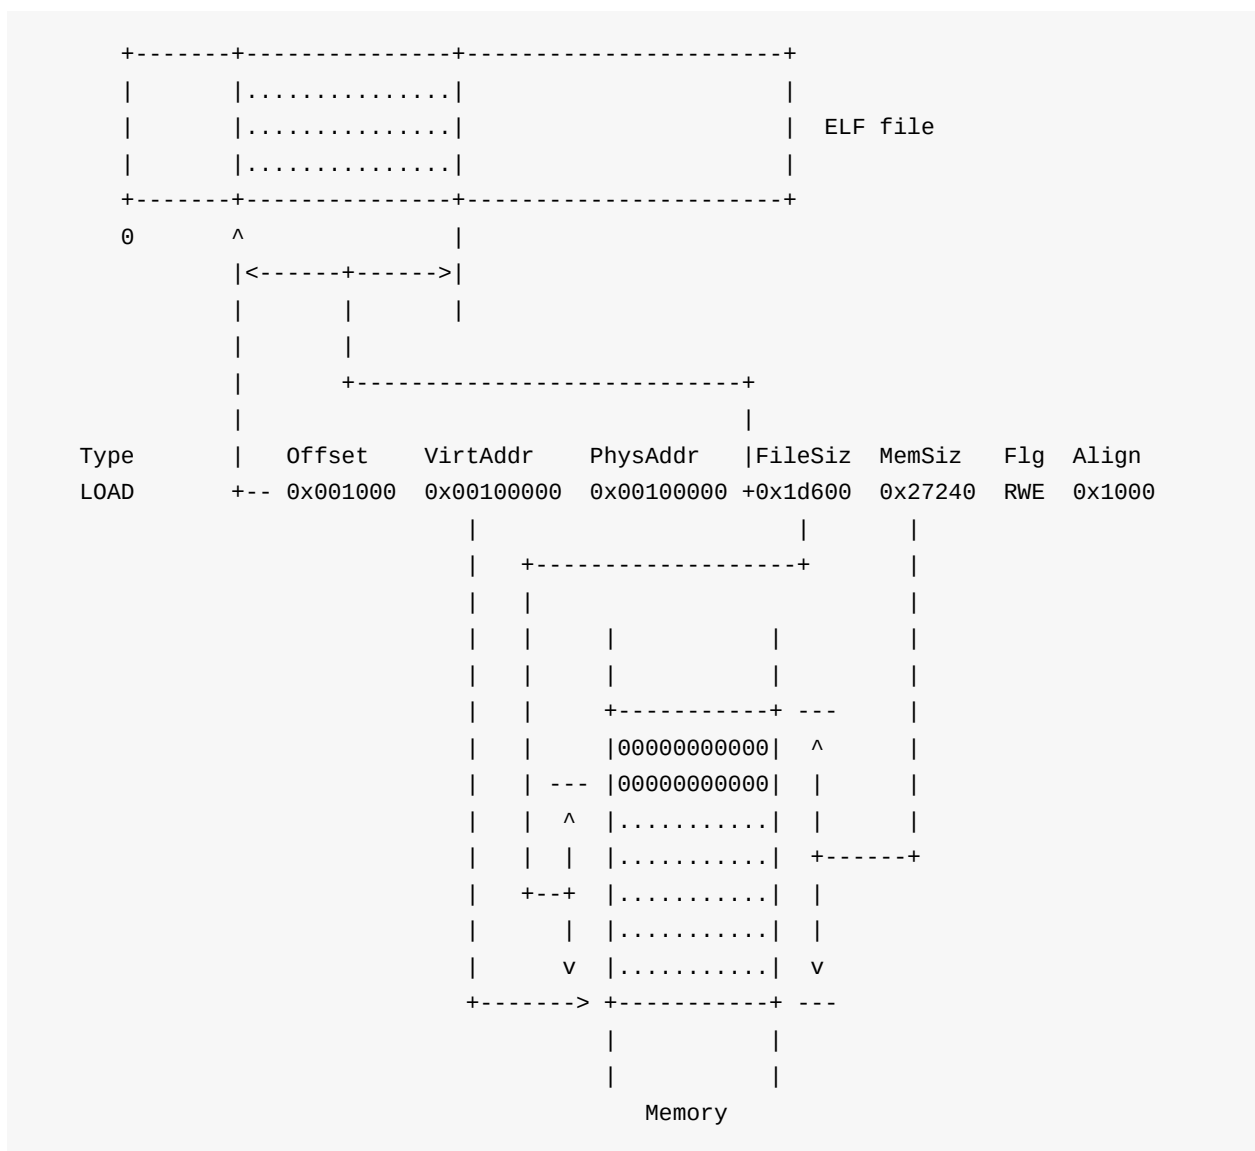 +-------+---------------+-----------------------+
   |       |...............|                       |
   |       |...............|                       |  ELF file
   |       |...............|                       |
   +-------+---------------+-----------------------+
   0       ^               |
           |<------+------>|
           |       |       |
           |       |
           |       +----------------------------+
           |                                    |
Type       |   Offset    VirtAddr    PhysAddr   |FileSiz  MemSiz   Flg  Align
LOAD       +-- 0x001000  0x00100000  0x00100000 +0x1d600  0x27240  RWE  0x1000
                            |                       |       |
                            |   +-------------------+       |
                            |   |                           |
                            |   |     |           |         |
                            |   |     |           |         |
                            |   |     +-----------+ ---     |
                            |   |     |00000000000|  ^      |
                            |   | --- |00000000000|  |      |
                            |   |  ^  |...........|  |      |
                            |   |  |  |...........|  +------+
                            |   +--+  |...........|  |
                            |      |  |...........|  |
                            |      v  |...........|  v
                            +-------> +-----------+ ---
                                      |           |
                                      |           |
                                         Memory